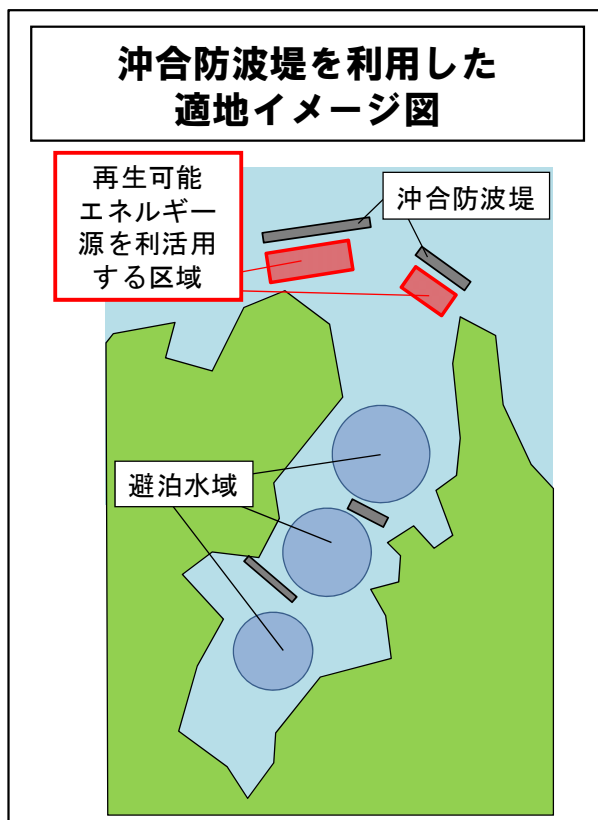 沖合防波堤を利用した
適地イメージ図
再生可能
エネルギー
源を利活用
する区域
沖合防波堤
避泊水域